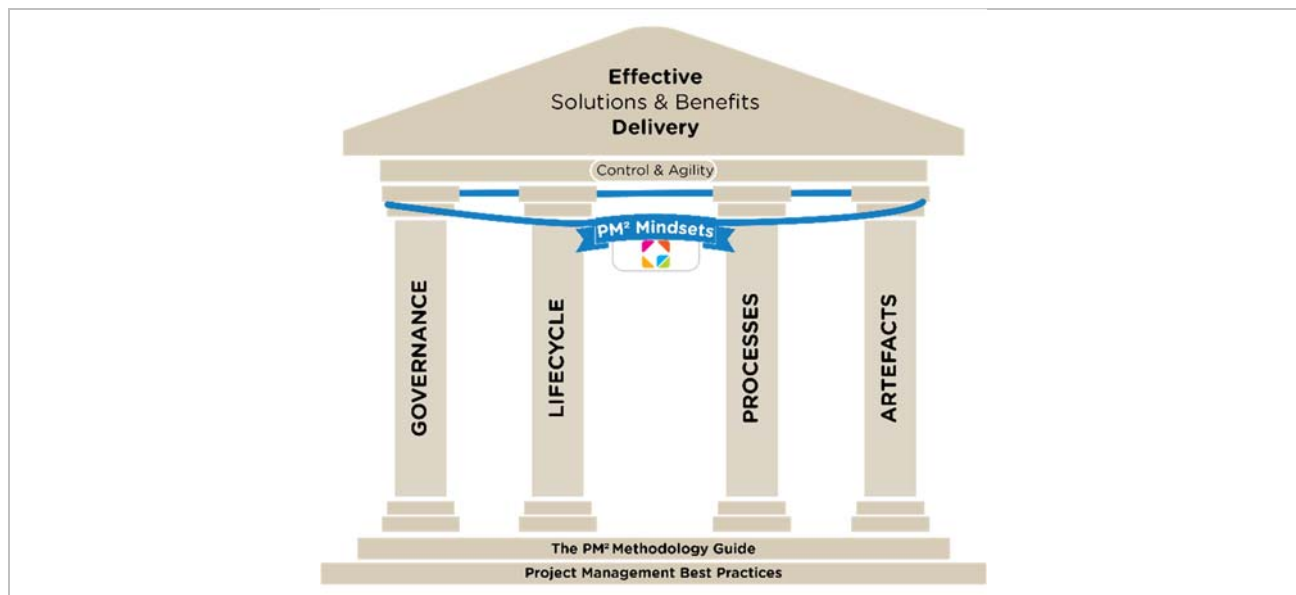 Effective
Solutions & Benefits
Delivery
Control & Agility
PM² Mindsets
GOVERNANCE
LIFECYCLE
PROCESSES
ARTEFACTS
The PM² Methodology Guide
Project Management Best Practices